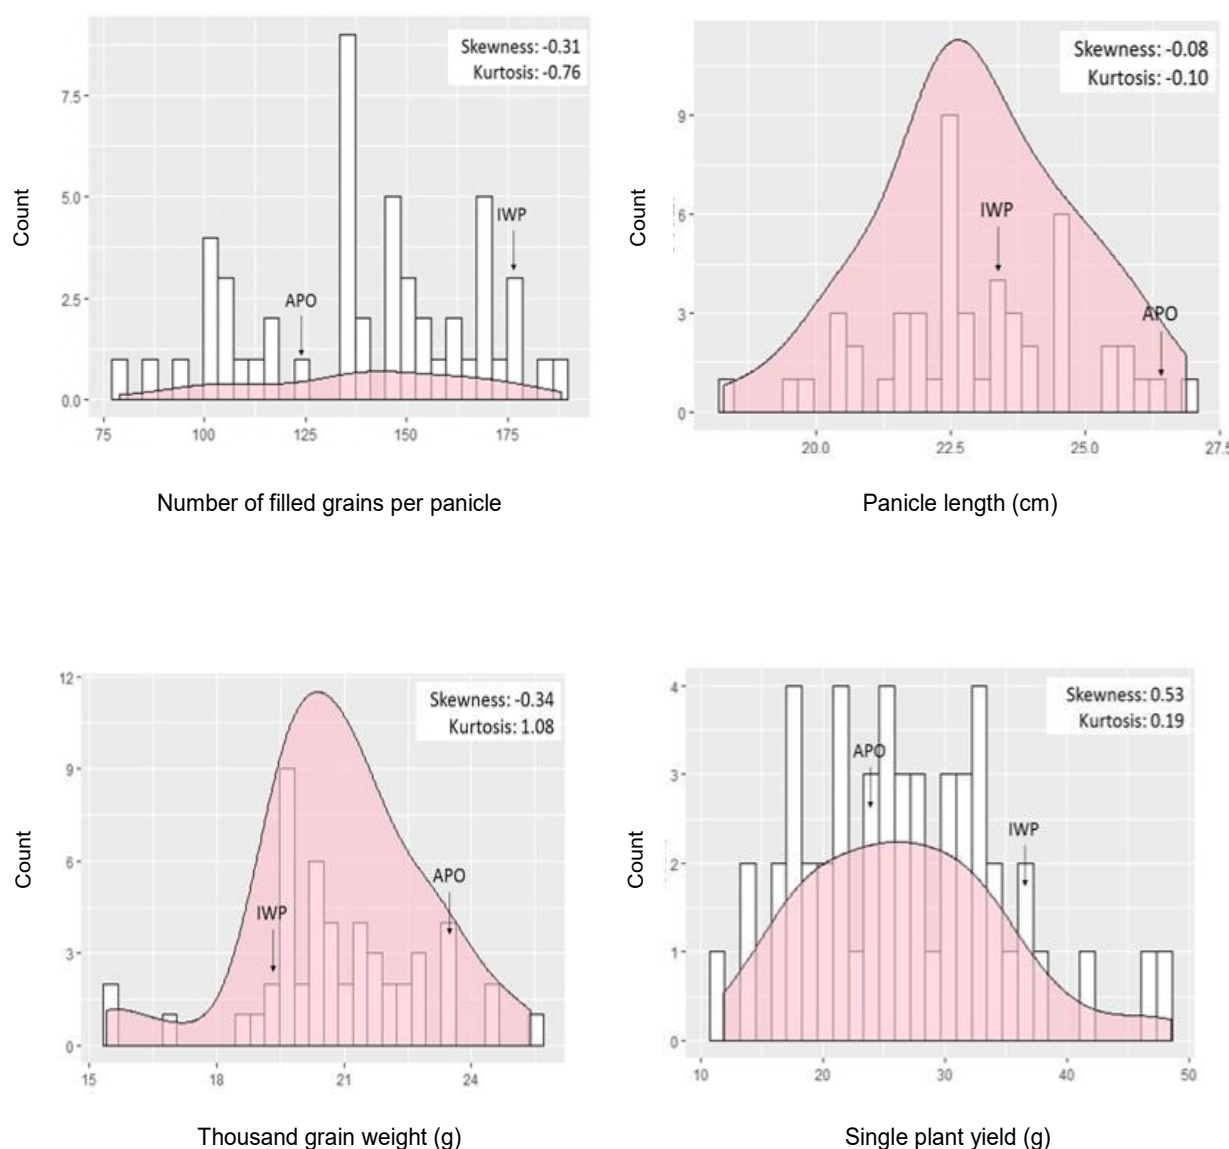 Skewness: -0.31
Kurtosis: -0.76
7.5
5.0
2.5
0.0
Count
IWP
APO
75 100 125 150 175
Number of filled grains per panicle
Skewness: -0.08
Kurtosis: -0.10
9
6
3
0
Count
IWP
APO
20.0 22.5 25.0 27.5
Panicle length (cm)
Skewness: -0.34
Kurtosis: 1.08
12
9
6
3
0
Count
APO
IWP
15 18 21 24
Thousand grain weight (g)
Skewness: 0.53
Kurtosis: 0.19
4
3
2
1
0
Count
APO
IWP
10 20 30 40 50
Single plant yield (g)